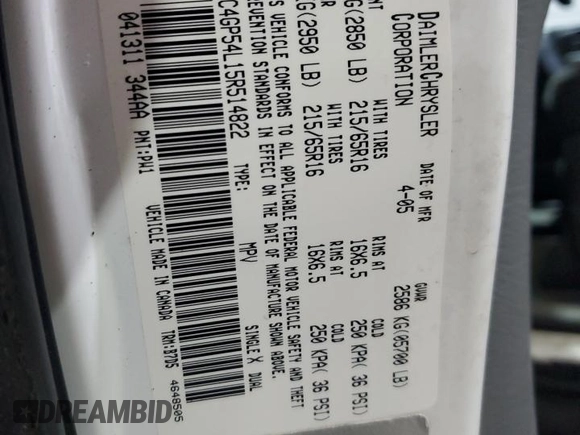 DAIMLERCHRYSLER CORPORATION
DATE OF MFR 4-05
GVWR 2586 KG(05700 LB)
NT
WITH TIRES
RIMS AT
COLD
G(2850 LB) 215/65R16 16X6.5 250 KPA( 36 PSI)
WITH TIRES
RIMS AT
COLD
KG(2950 LB) 215/65R16 16X6.5 250 KPA( 36 PSI)
S VEHICLE CONFORMS TO ALL APPLICABLE FEDERAL MOTOR VEHICLE SAFETY AND THEFT
EVENTION STANDARDS IN EFFECT ON THE DATE OF MANUFACTURE SHOWN ABOVE.
C4GP54L15R514822 TYPE: MPV SINGLE X DUAL
041311 344AA PNT:PW1 VEHICLE MADE IN CANADA TRM:B7D5 4648505
DREAMBID